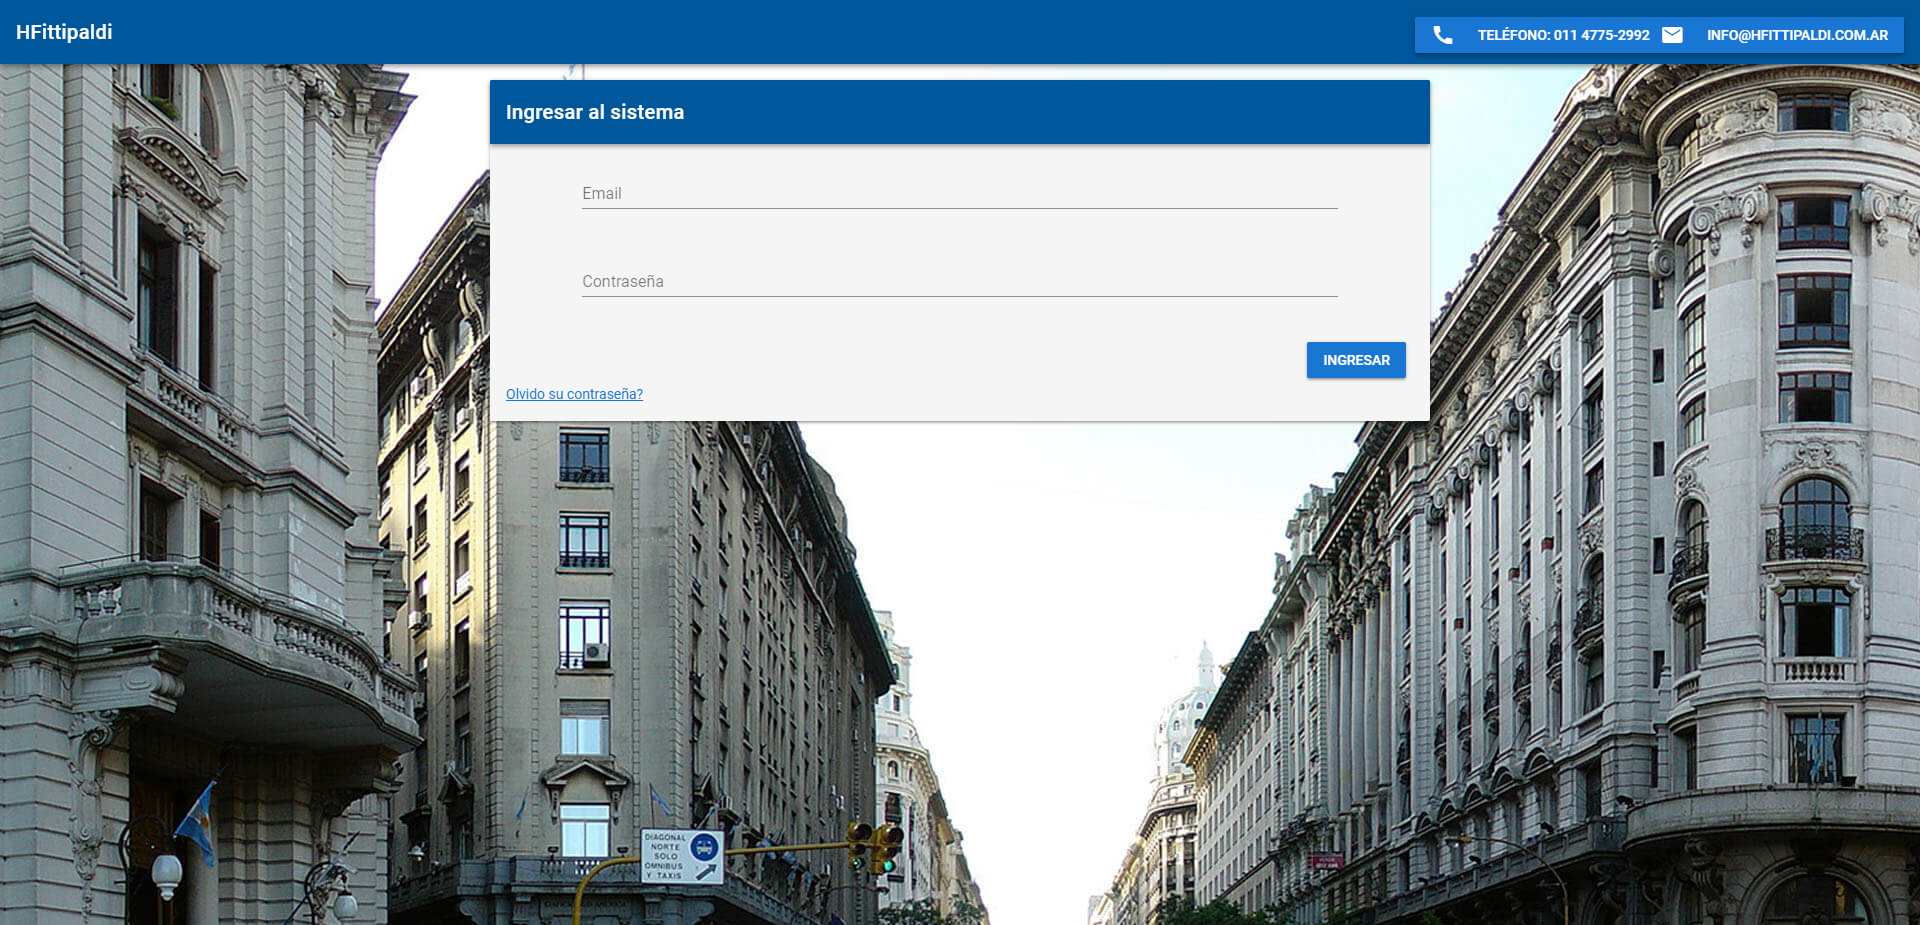 HFittipaldi
TELÉFONO: 011 4775-2992
INFO@HFITTIPALDI.COM.AR
Ingresar al sistema
Email
Contraseña
INGRESAR
Olvido su contraseña?
DIAGONAL
NORTE
SOLO
OMNIBUS
Y TAXIS